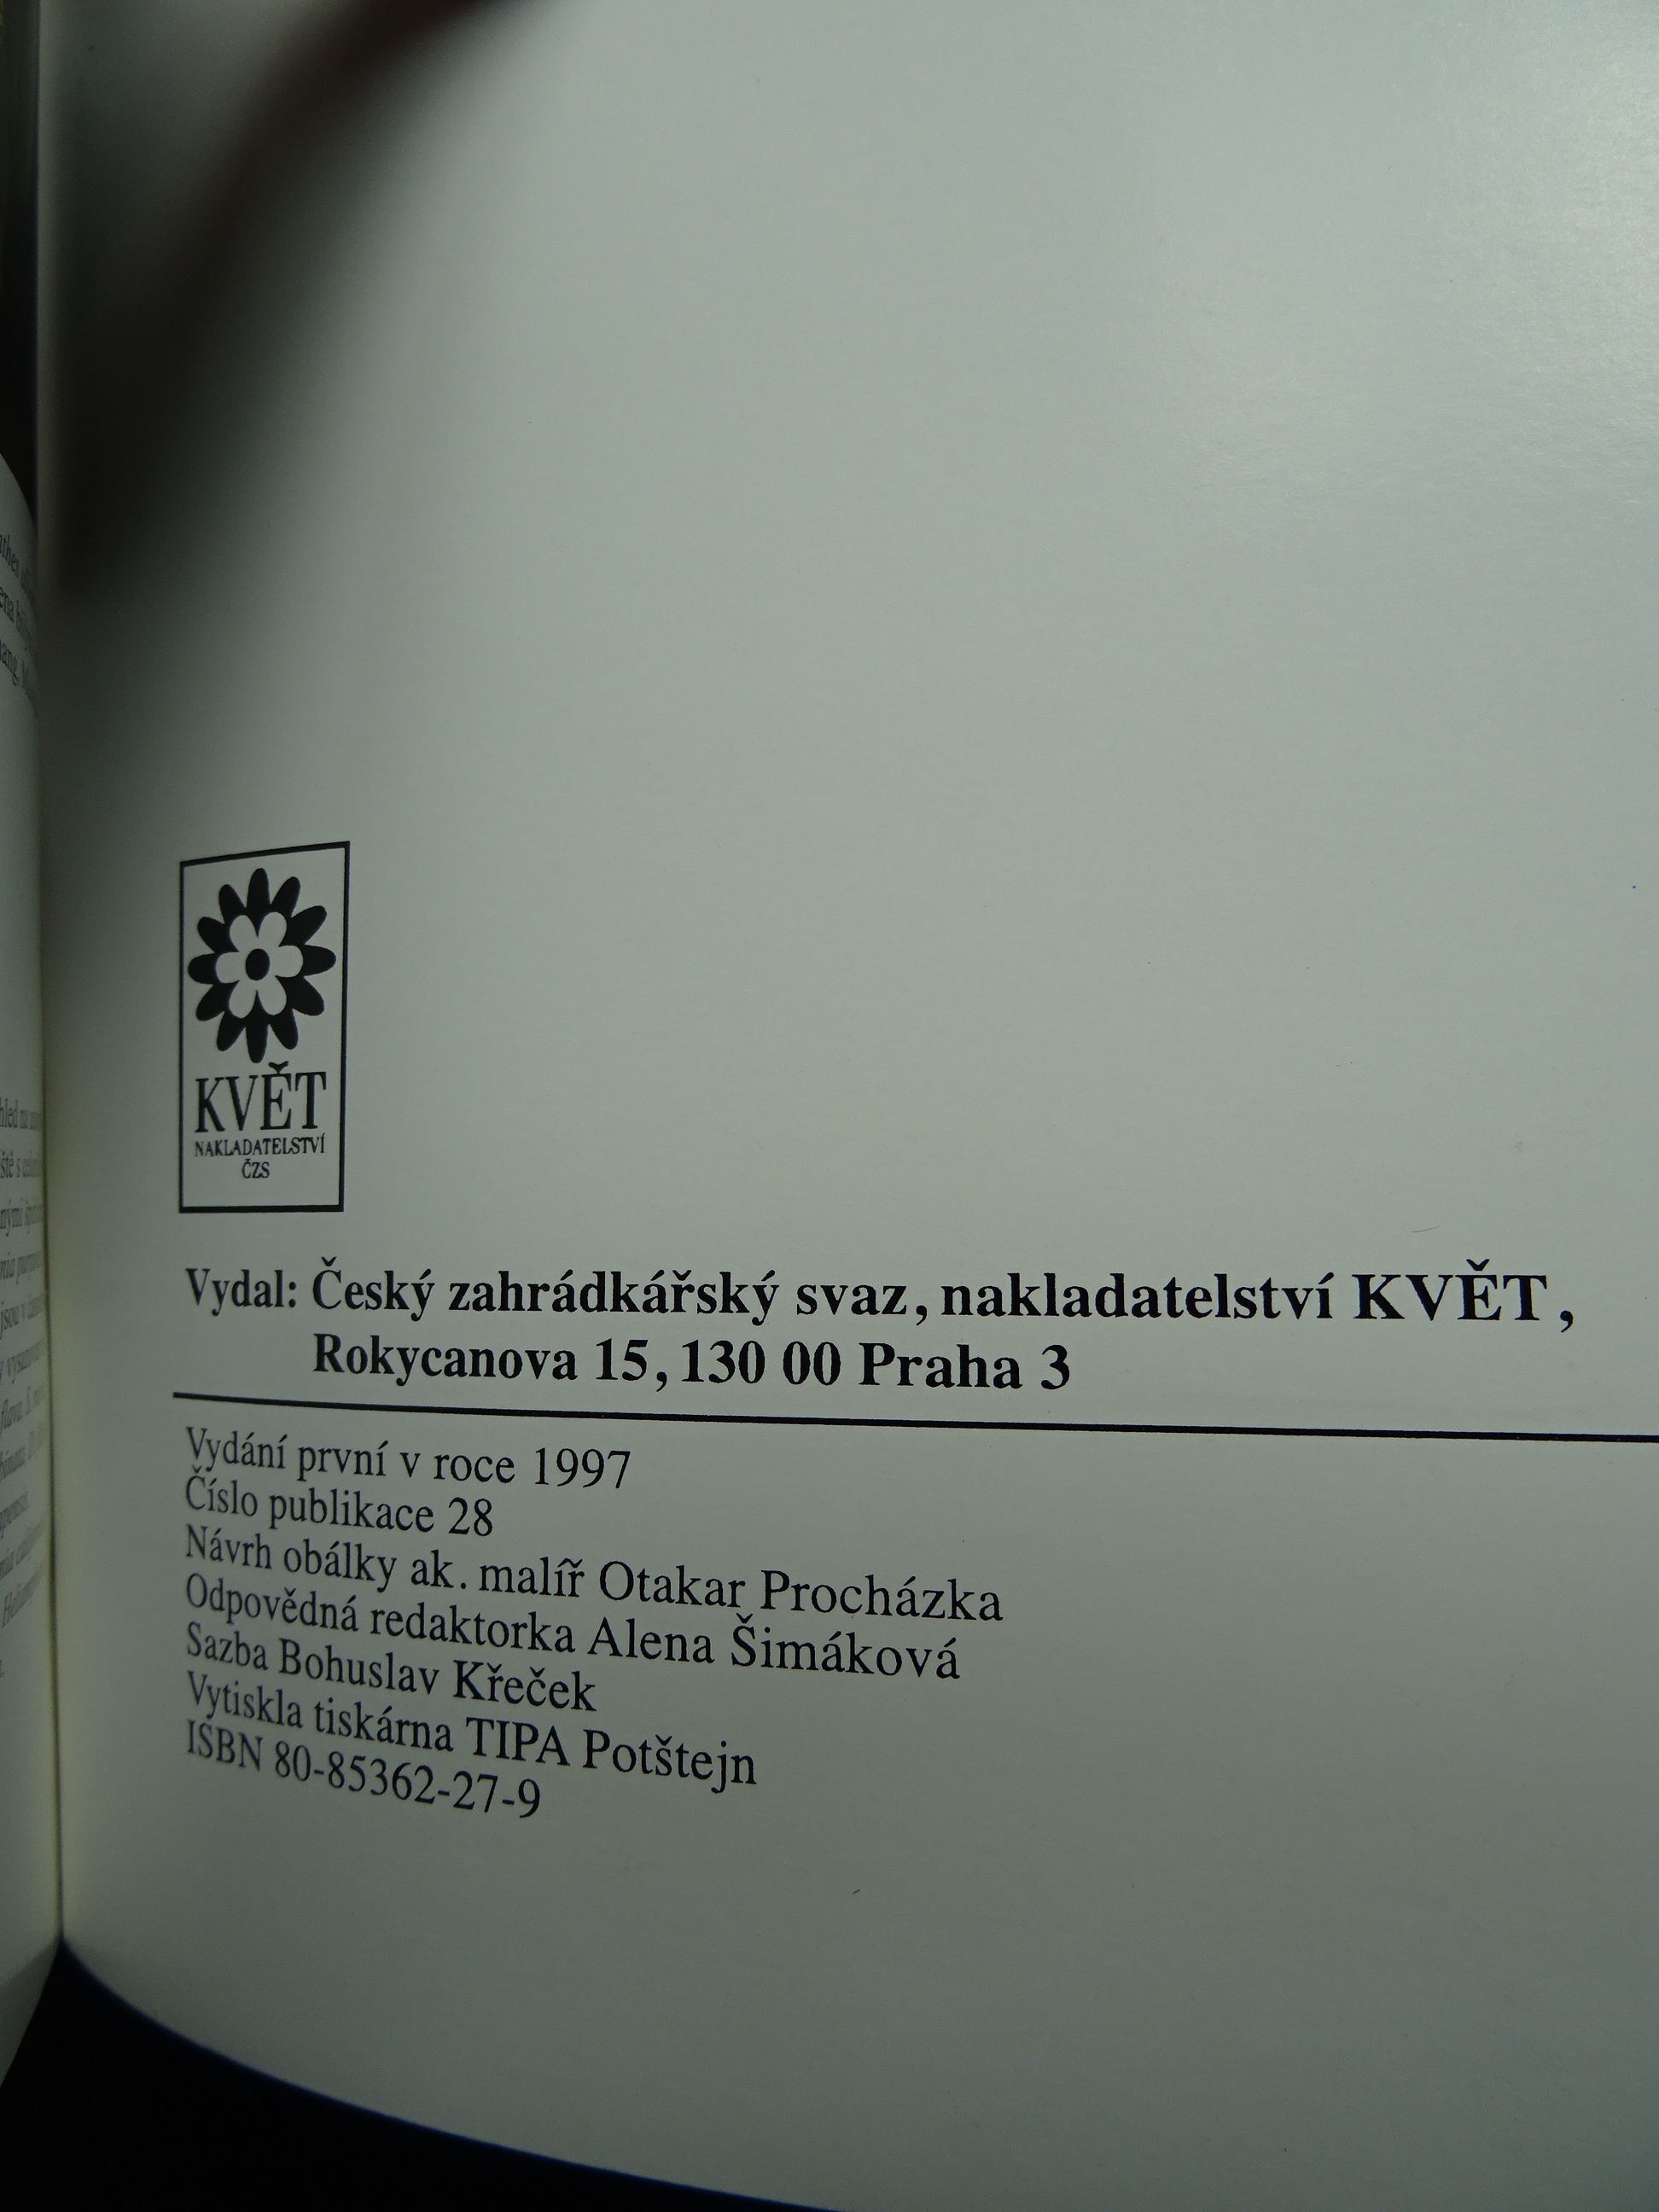 KVĚT
NAKLADATELSTVÍ
ČZS
Vydal: Český zahrádkářský svaz, nakladatelství KVĚT,
Rokycanova 15, 130 00 Praha 3
Vydání první v roce 1997
Číslo publikace 28
Návrh obálky ak. malíř Otakar Procházka
Odpovědná redaktorka Alena Šimáková
Sazba Bohuslav Křeček
Vytiskla tiskárna TIPA Potštejn
ISBN 80-85362-27-9